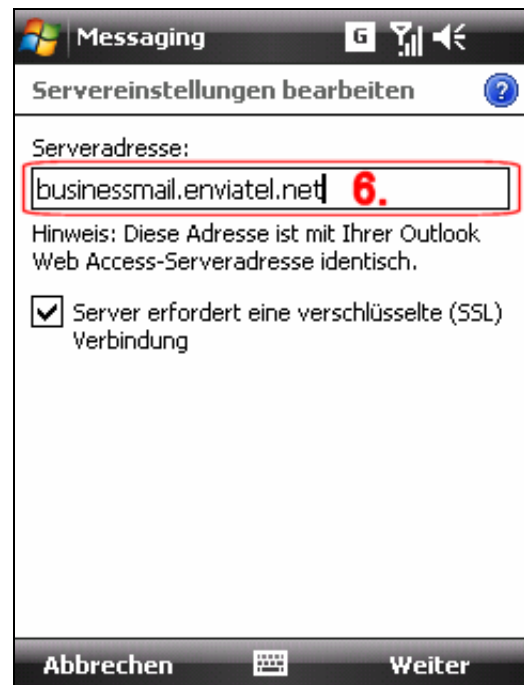 Messaging G
Servereinstellungen bearbeiten ?
Serveradresse:
businessmail.enviatel.net 6.
Hinweis: Diese Adresse ist mit Ihrer Outlook
Web Access-Serveradresse identisch.
Server erfordert eine verschlüsselte (SSL)
Verbindung
Abbrechen Weiter